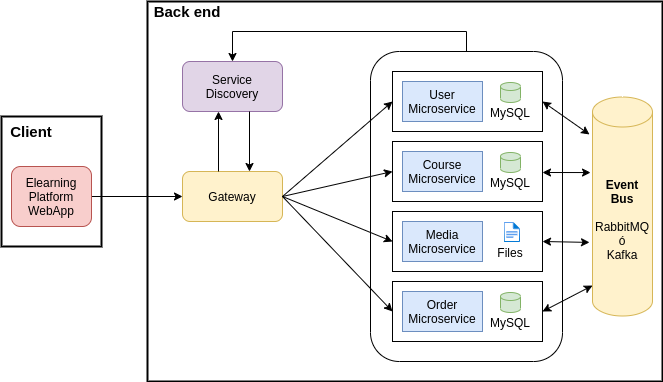 Back end
Client
Elearning
Platform
WebApp
Service
Discovery
Gateway
User
Microservice
MySQL
Course
Microservice
MySQL
Media
Microservice
Files
Order
Microservice
MySQL
Event
Bus
RabbitMQ
ó
Kafka